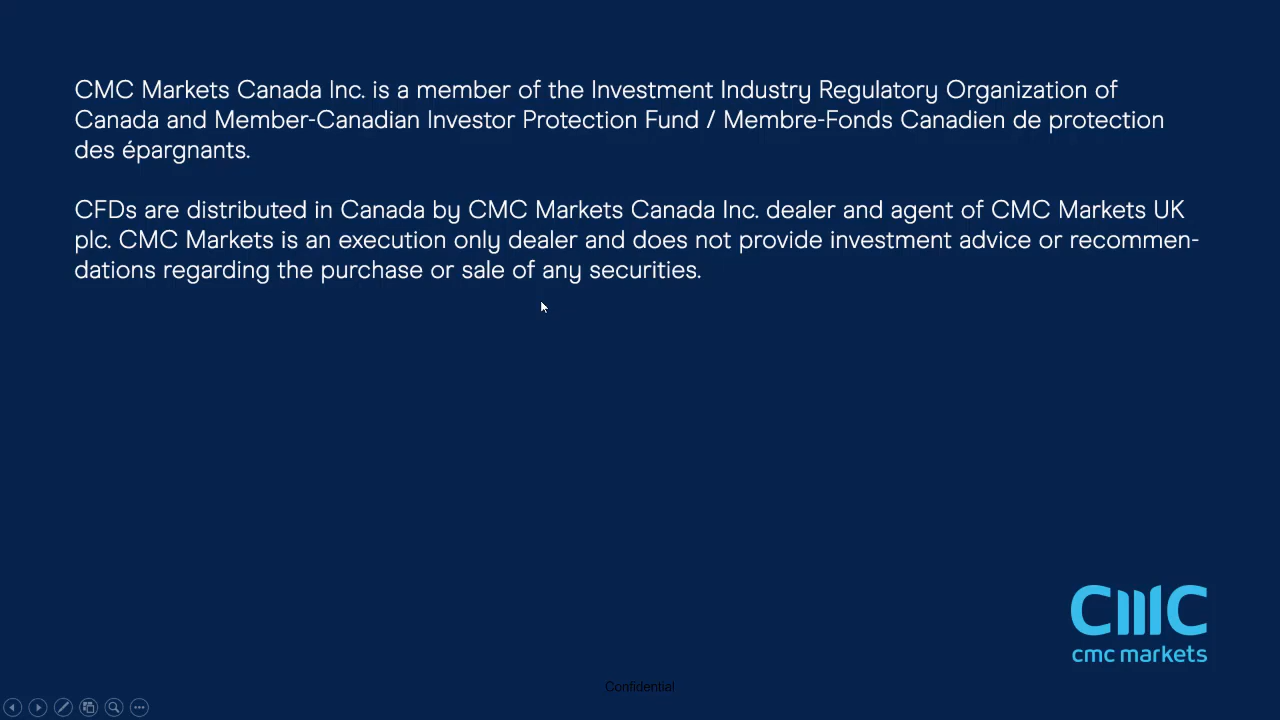 CMC Markets Canada Inc. is a member of the Investment Industry Regulatory Organization of
Canada and Member-Canadian Investor Protection Fund / Membre-Fonds Canadien de protection
des épargnants.
CFDs are distributed in Canada by CMC Markets Canada Inc. dealer and agent of CMC Markets UK
plc. CMC Markets is an execution only dealer and does not provide investment advice or recommen-
dations regarding the purchase or sale of any securities.
CMC
cmc markets
Confidential